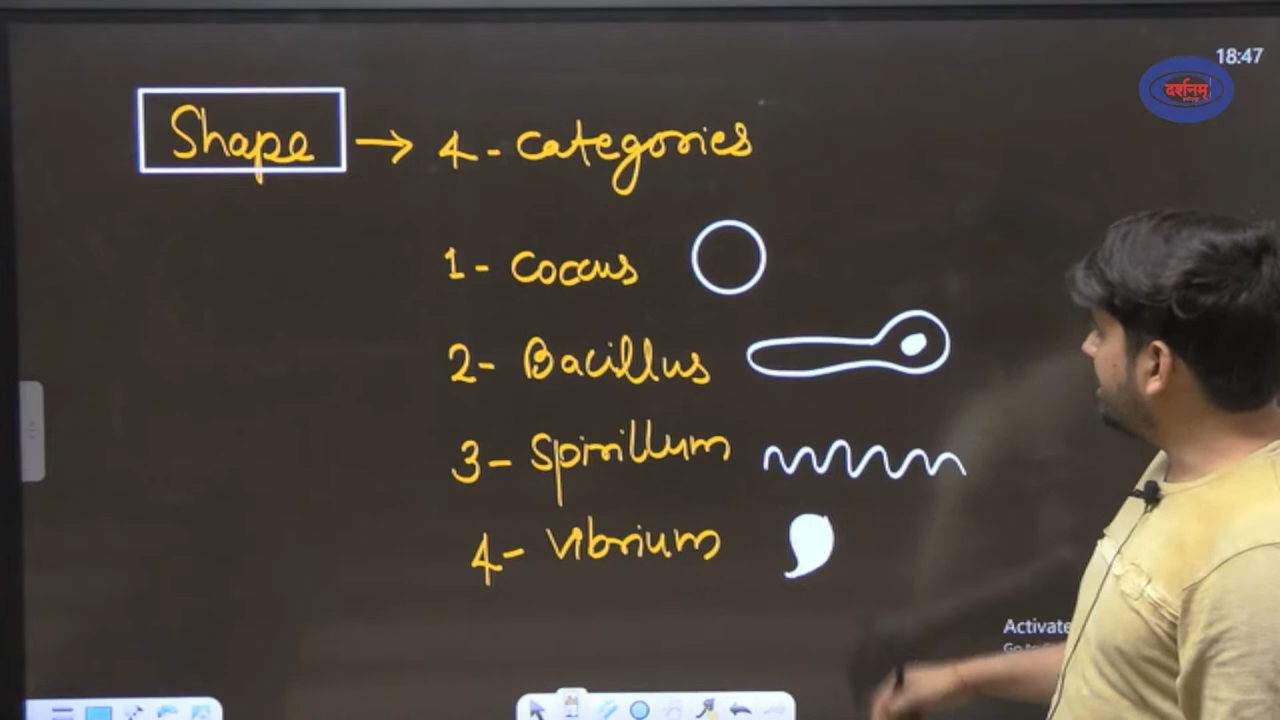 18:47
दर्शनम्
Shape → 4 - Categories
1 - Coccus
2 - Bacillus
3 - Spirillum
4 - Vibrium
Activate